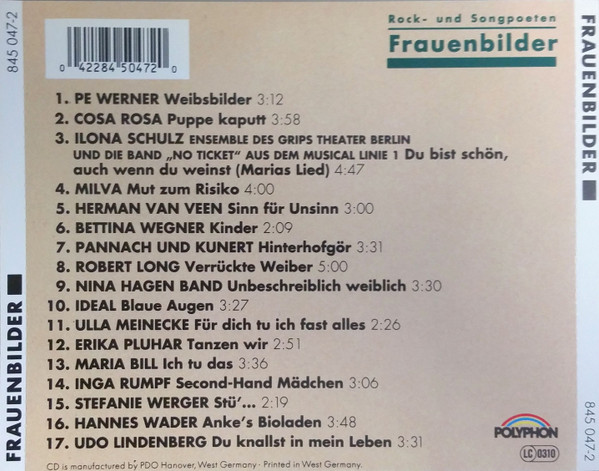 845 047-2
FRAUENBILDER
0 42284 50472 0
Rock- und Songpoeten
Frauenbilder
1. PE WERNER Weibsbilder 3:12
2. COSA ROSA Puppe kaputt 3:58
3. ILONA SCHULZ ENSEMBLE DES GRIPS THEATER BERLIN
UND DIE BAND „NO TICKET" AUS DEM MUSICAL LINIE 1 Du bist schön,
auch wenn du weinst (Marias Lied) 4:47
4. MILVA Mut zum Risiko 4:00
5. HERMAN VAN VEEN Sinn für Unsinn 3:00
6. BETTINA WEGNER Kinder 2:09
7. PANNACH UND KUNERT Hinterhofgör 3:31
8. ROBERT LONG Verrückte Weiber 5:00
9. NINA HAGEN BAND Unbeschreiblich weiblich 3:30
10. IDEAL Blaue Augen 3:27
11. ULLA MEINECKE Für dich tu ich fast alles 2:26
12. ERIKA PLUHAR Tanzen wir 2:51
13. MARIA BILL Ich tu das 3:36
14. INGA RUMPF Second-Hand Mädchen 3:06
15. STEFANIE WERGER Stü'... 2:19
16. HANNES WADER Anke's Bioladen 3:48
17. UDO LINDENBERG Du knallst in mein Leben 3:31
CD is manufactured by PDO Hanover, West Germany · Printed in West Germany.
POLYPHON
LC 0310
FRAUENBILDER
845 047-2